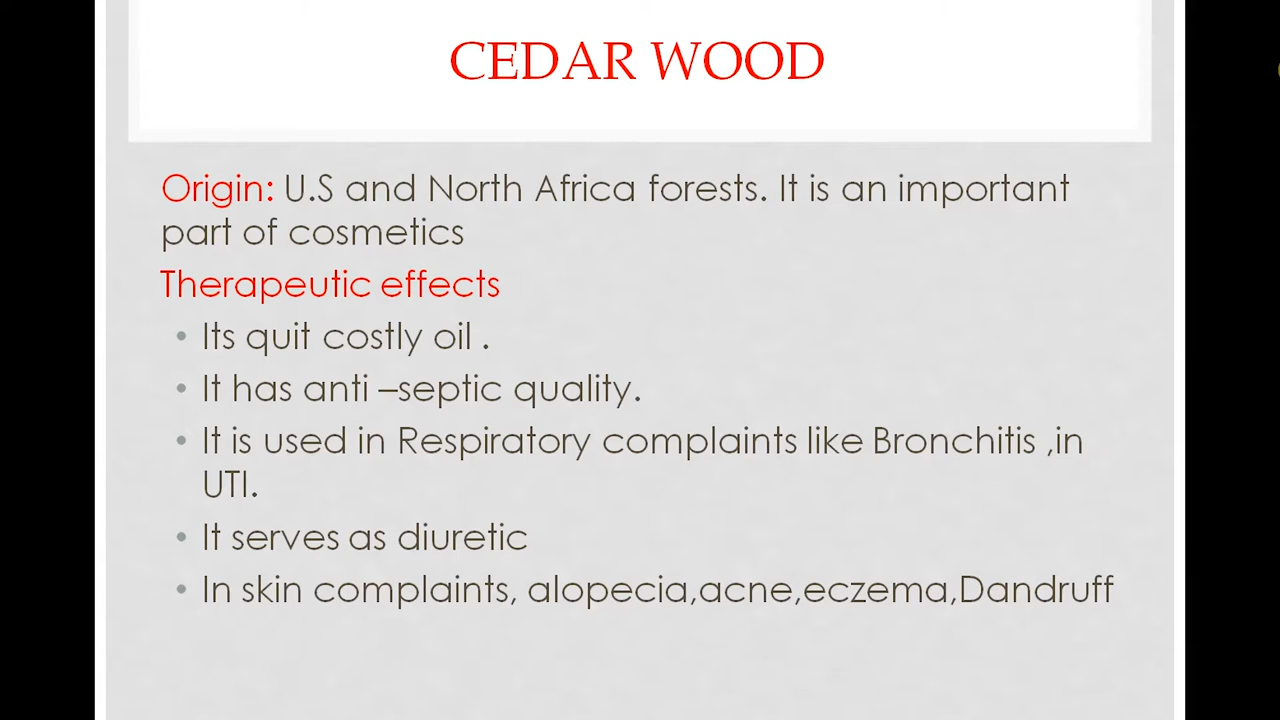 CEDAR WOOD
Origin: U.S and North Africa forests. It is an important
part of cosmetics
Therapeutic effects
• Its quit costly oil .
• It has anti –septic quality.
• It is used in Respiratory complaints like Bronchitis ,in
UTI.
• It serves as diuretic
• In skin complaints, alopecia,acne,eczema,Dandruff